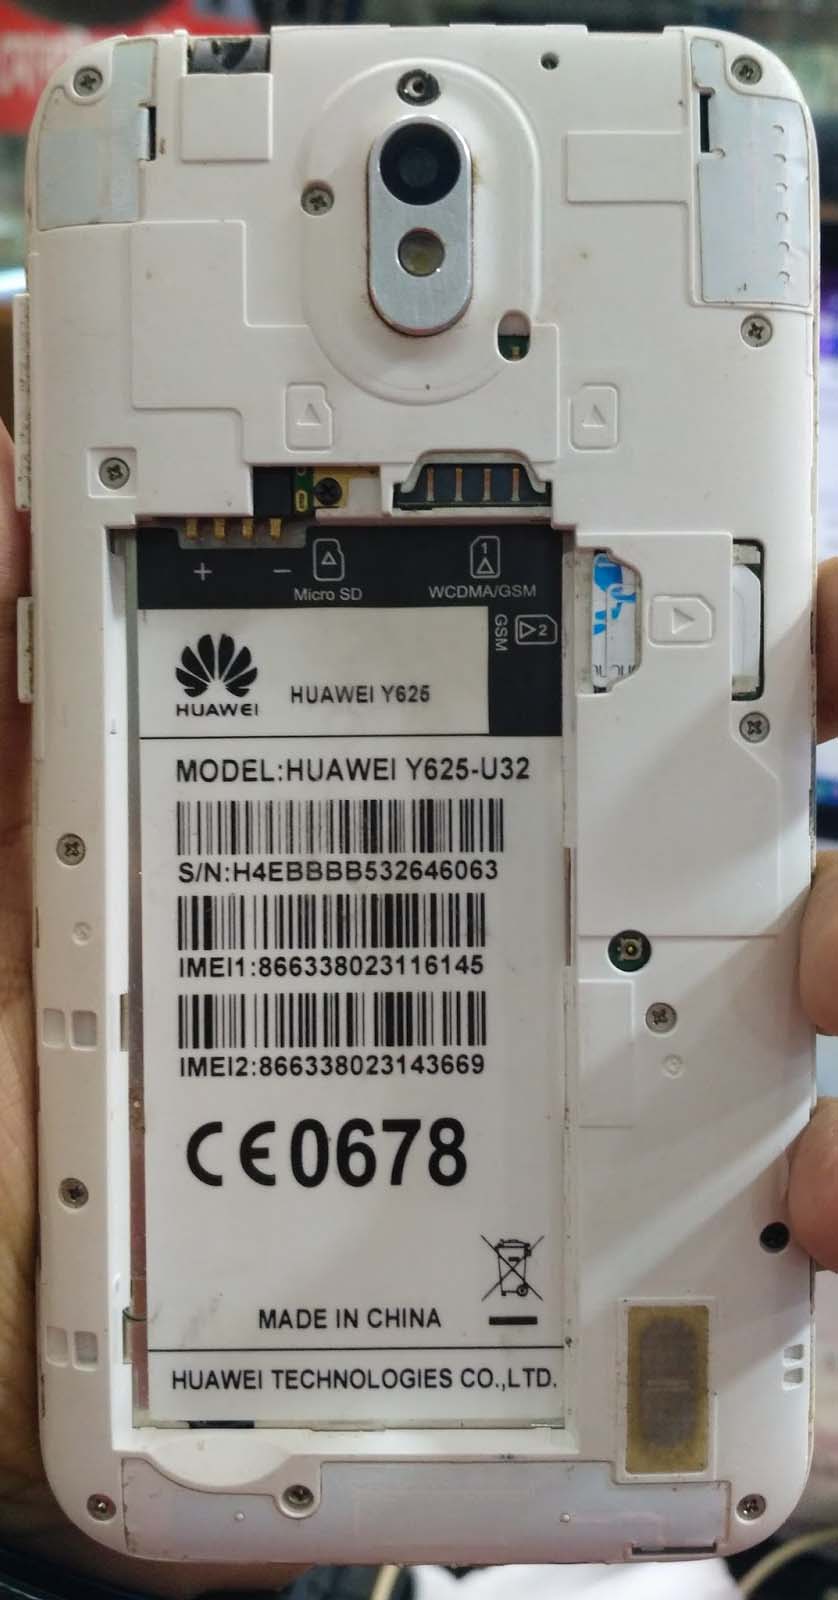 + −
Micro SD
1
WCDMA/GSM
GSM
2
HUAWEI
HUAWEI Y625
MODEL:HUAWEI Y625-U32
S/N:H4EBBBB532646063
IMEI1:866338023116145
IMEI2:866338023143669
CE0678
MADE IN CHINA
HUAWEI TECHNOLOGIES CO.,LTD.